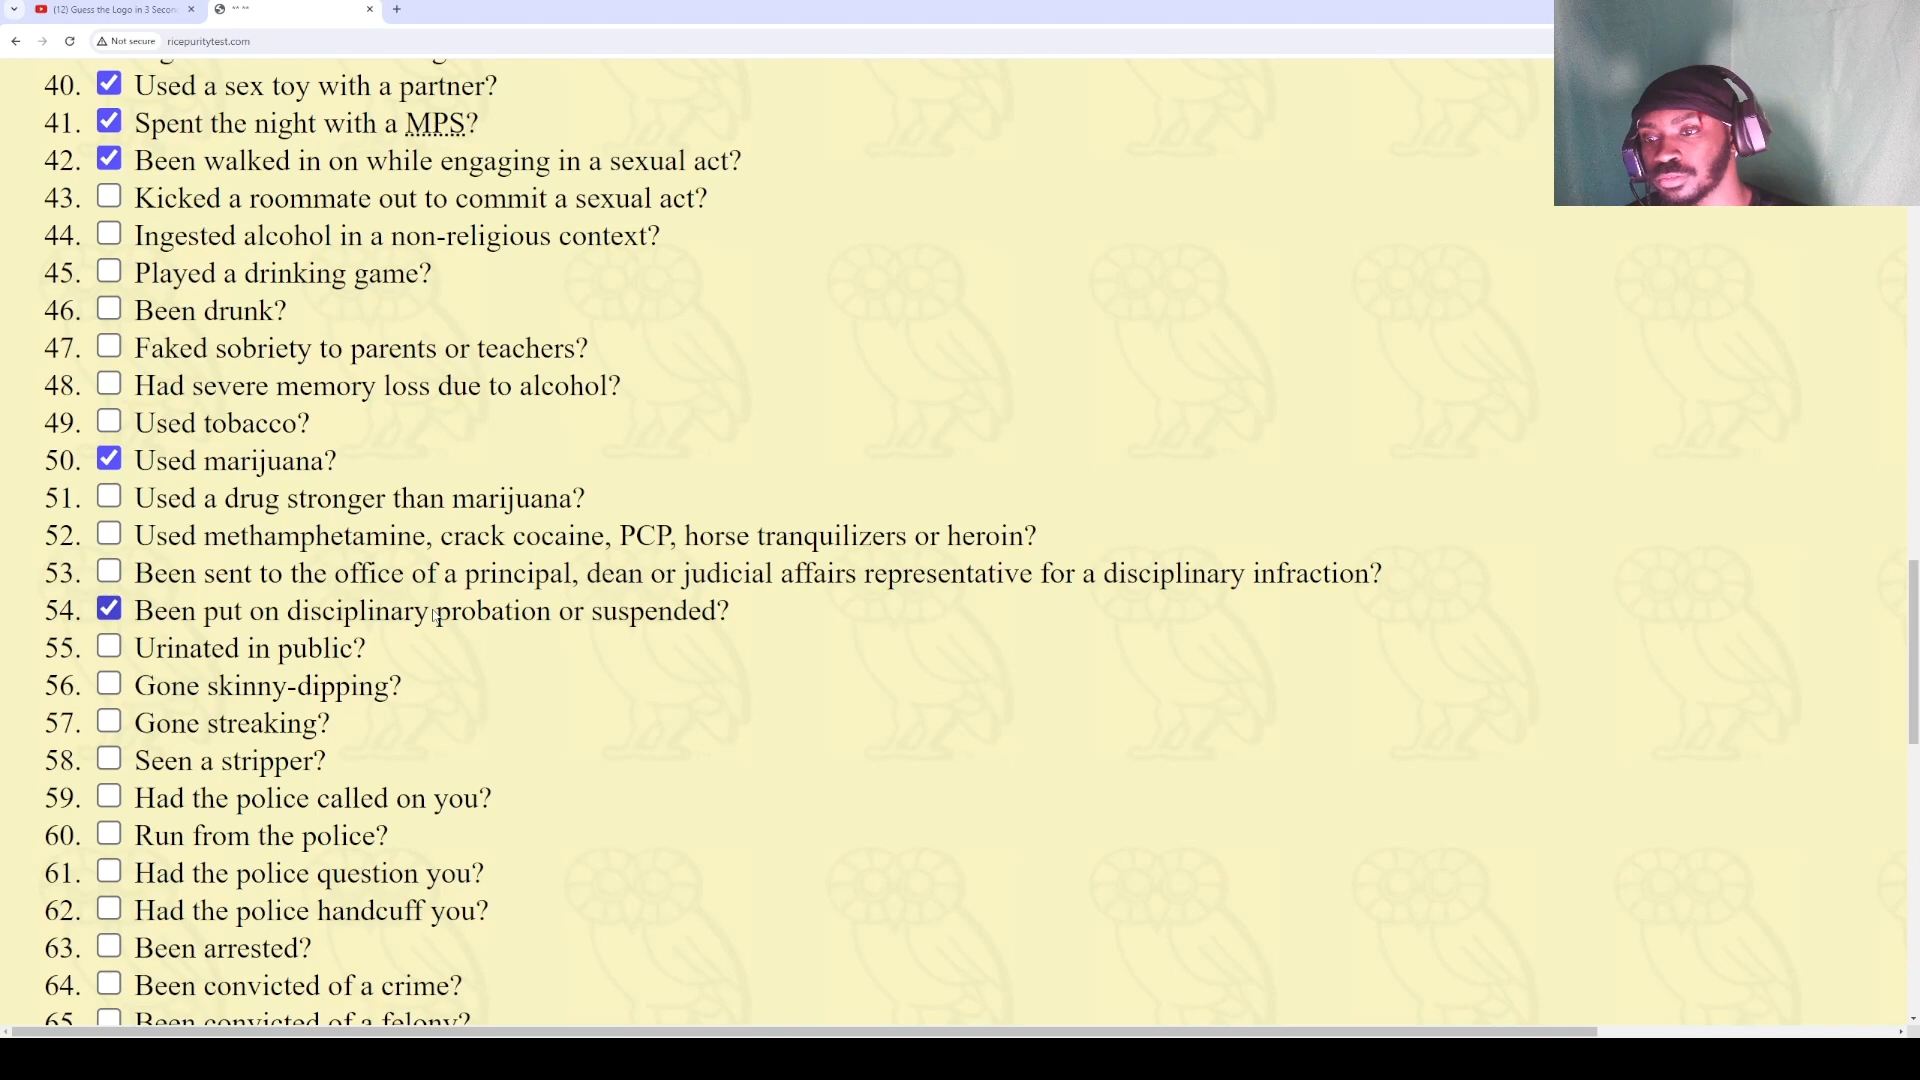 (12) Guess the Logo in 3 Secon
** **
Not secure
ricepuritytest.com
40. Used a sex toy with a partner?
41. Spent the night with a MPS?
42. Been walked in on while engaging in a sexual act?
43. Kicked a roommate out to commit a sexual act?
44. Ingested alcohol in a non-religious context?
45. Played a drinking game?
46. Been drunk?
47. Faked sobriety to parents or teachers?
48. Had severe memory loss due to alcohol?
49. Used tobacco?
50. Used marijuana?
51. Used a drug stronger than marijuana?
52. Used methamphetamine, crack cocaine, PCP, horse tranquilizers or heroin?
53. Been sent to the office of a principal, dean or judicial affairs representative for a disciplinary infraction?
54. Been put on disciplinary probation or suspended?
55. Urinated in public?
56. Gone skinny-dipping?
57. Gone streaking?
58. Seen a stripper?
59. Had the police called on you?
60. Run from the police?
61. Had the police question you?
62. Had the police handcuff you?
63. Been arrested?
64. Been convicted of a crime?
65. Been convicted of a felony?